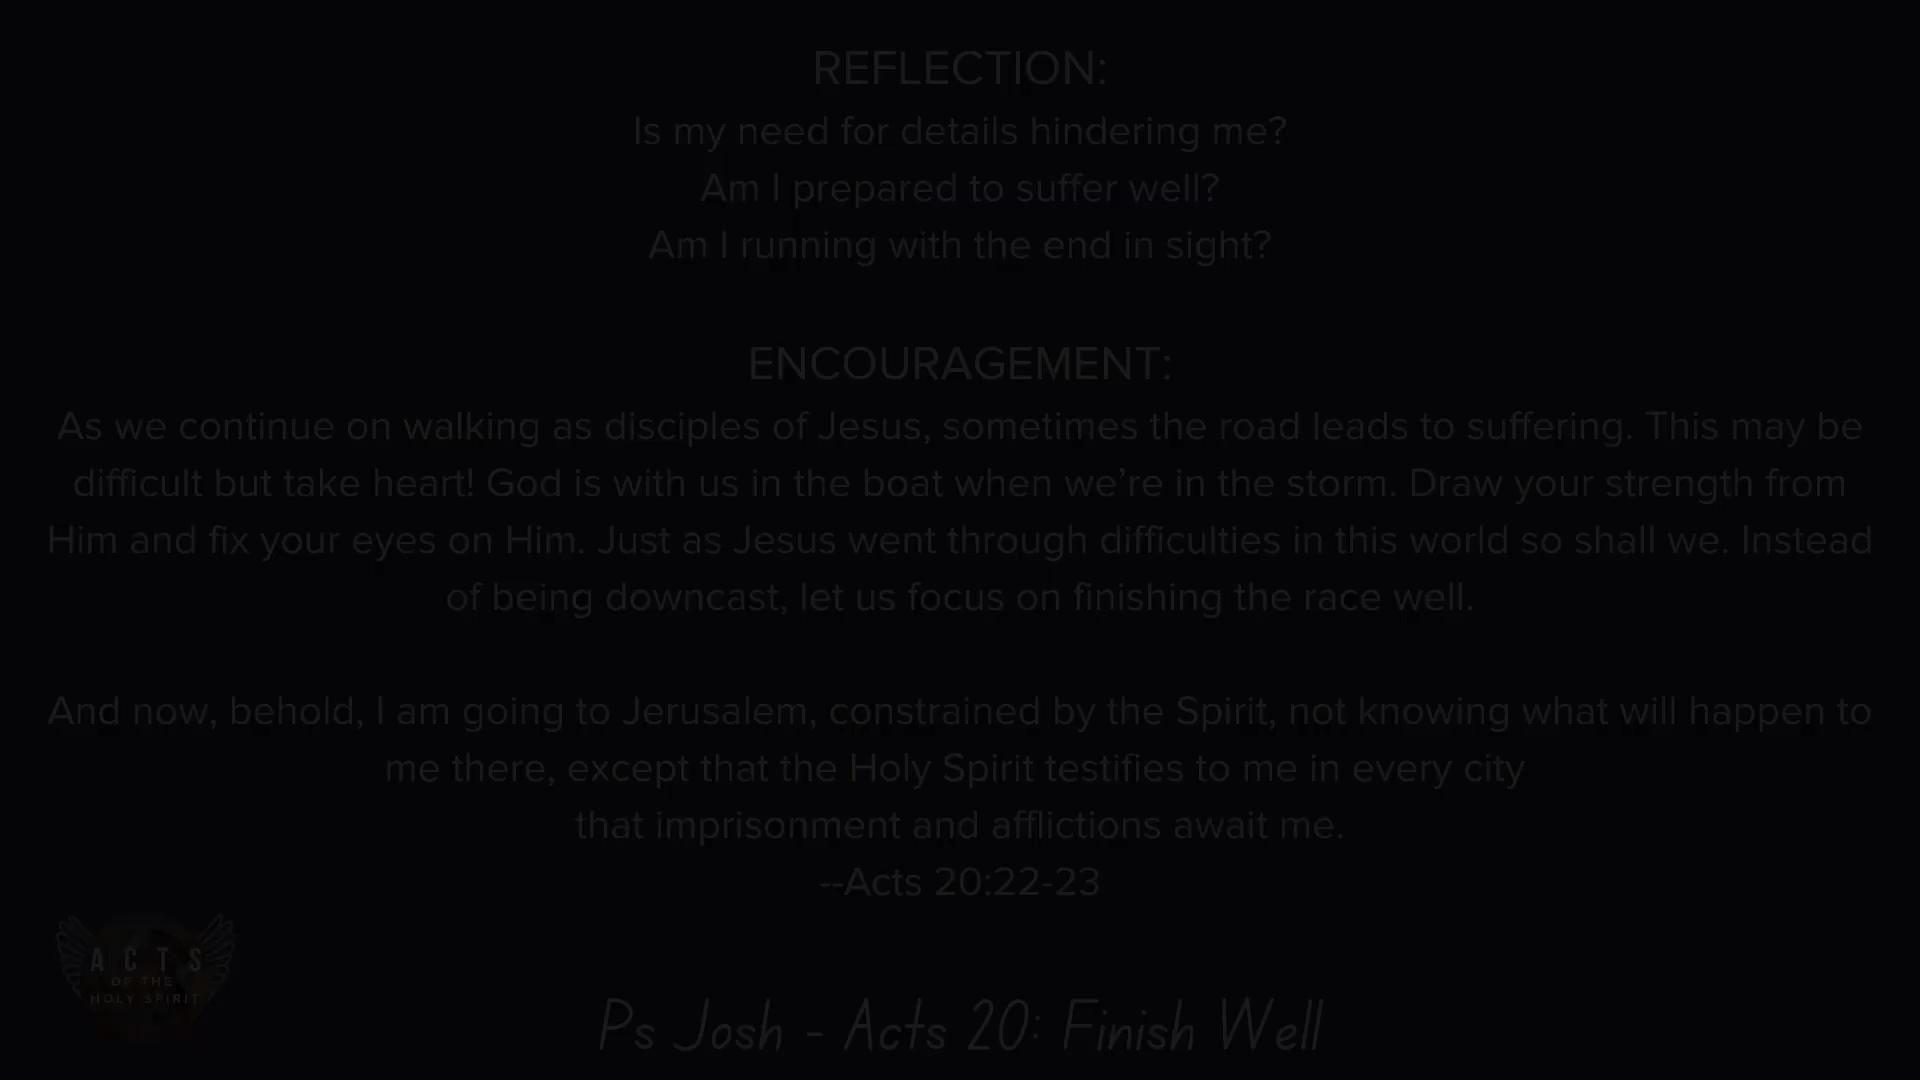 REFLECTION:
Is my need for details hindering me?
Am I prepared to suffer well?
Am I running with the end in sight?
ENCOURAGEMENT:
As we continue on walking as disciples of Jesus, sometimes the road leads to suffering. This may be
difficult but take heart! God is with us in the boat when we’re in the storm. Draw your strength from
Him and fix your eyes on Him. Just as Jesus went through difficulties in this world so shall we. Instead
of being downcast, let us focus on finishing the race well.
And now, behold, I am going to Jerusalem, constrained by the Spirit, not knowing what will happen to
me there, except that the Holy Spirit testifies to me in every city
that imprisonment and afflictions await me.
--Acts 20:22-23
ACTS
OF THE
HOLY SPIRIT
Ps Josh - Acts 20: Finish Well